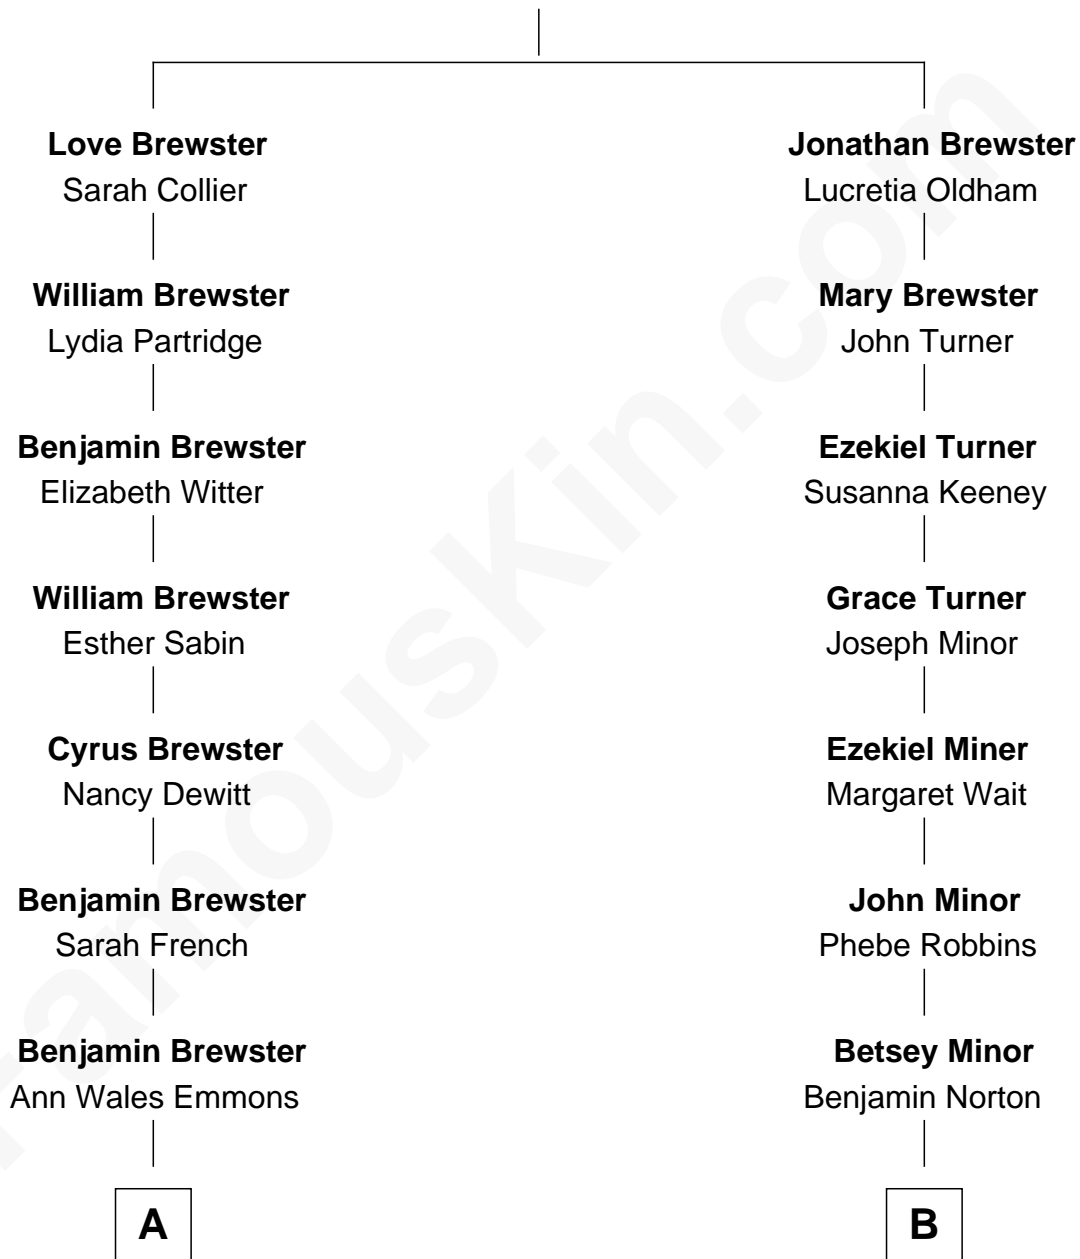 Love Brewster
Sarah Collier
William Brewster
Lydia Partridge
Benjamin Brewster
Elizabeth Witter
William Brewster
Esther Sabin
Cyrus Brewster
Nancy Dewitt
Benjamin Brewster
Sarah French
Benjamin Brewster
Ann Wales Emmons
A
Jonathan Brewster
Lucretia Oldham
Mary Brewster
John Turner
Ezekiel Turner
Susanna Keeney
Grace Turner
Joseph Minor
Ezekiel Miner
Margaret Wait
John Minor
Phebe Robbins
Betsey Minor
Benjamin Norton
B
FamousKin.com